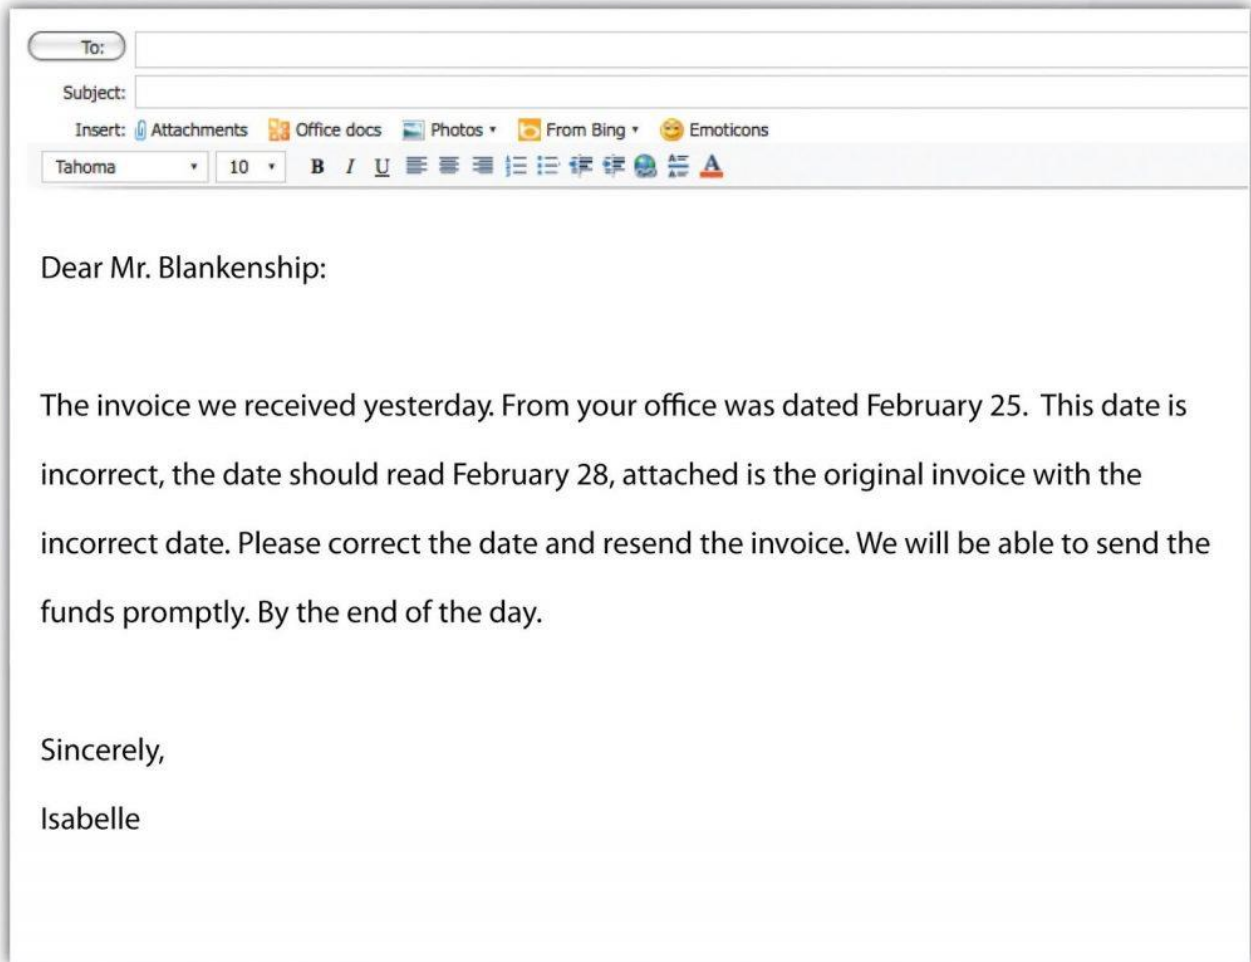 To:
Subject:
Insert: Attachments Office docs Photos From Bing Emoticons
Tahoma 10 B I U A
Dear Mr. Blankenship:
The invoice we received yesterday. From your office was dated February 25.  This date is
incorrect, the date should read February 28, attached is the original invoice with the
incorrect date. Please correct the date and resend the invoice. We will be able to send the
funds promptly. By the end of the day.
Sincerely,
Isabelle